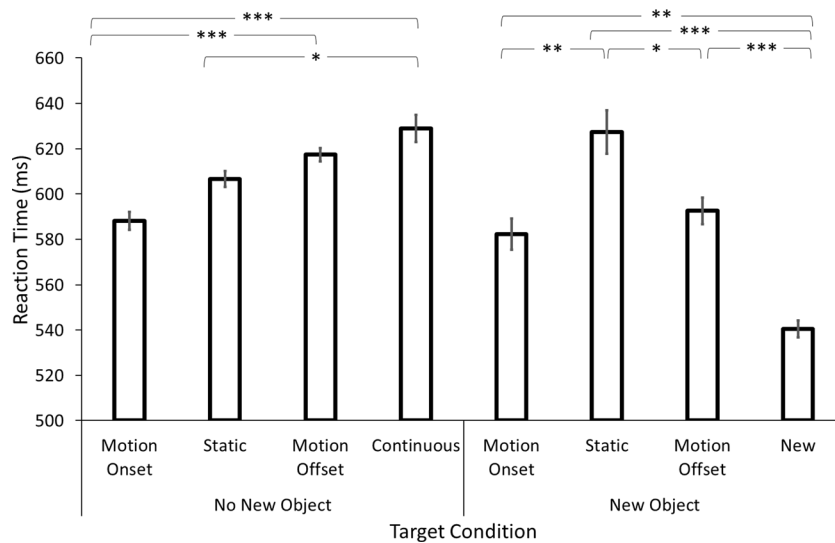 ***
***
*
**
***
**
*
***
Reaction Time (ms)
660
640
620
600
580
560
540
520
500
Motion Onset
Static
Motion Offset
Continuous
Motion Onset
Static
Motion Offset
New
No New Object
New Object
Target Condition